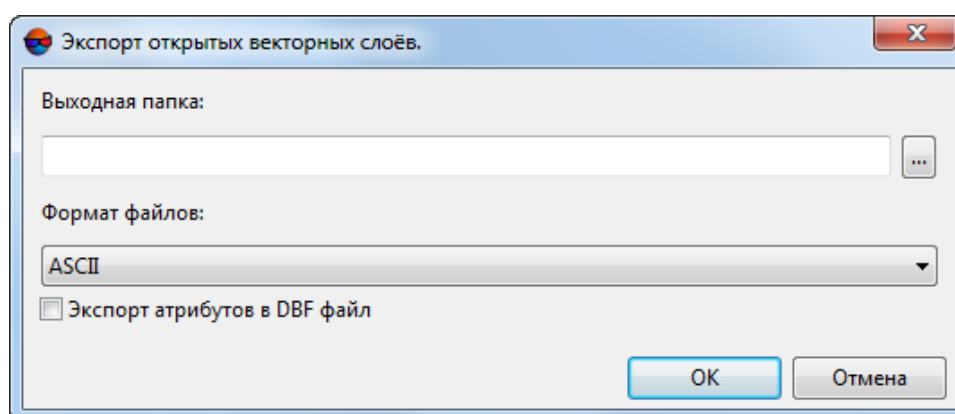 Экспорт открытых векторных слоёв.
Выходная папка:
...
Формат файлов:
ASCII
Экспорт атрибутов в DBF файл
OK
Отмена